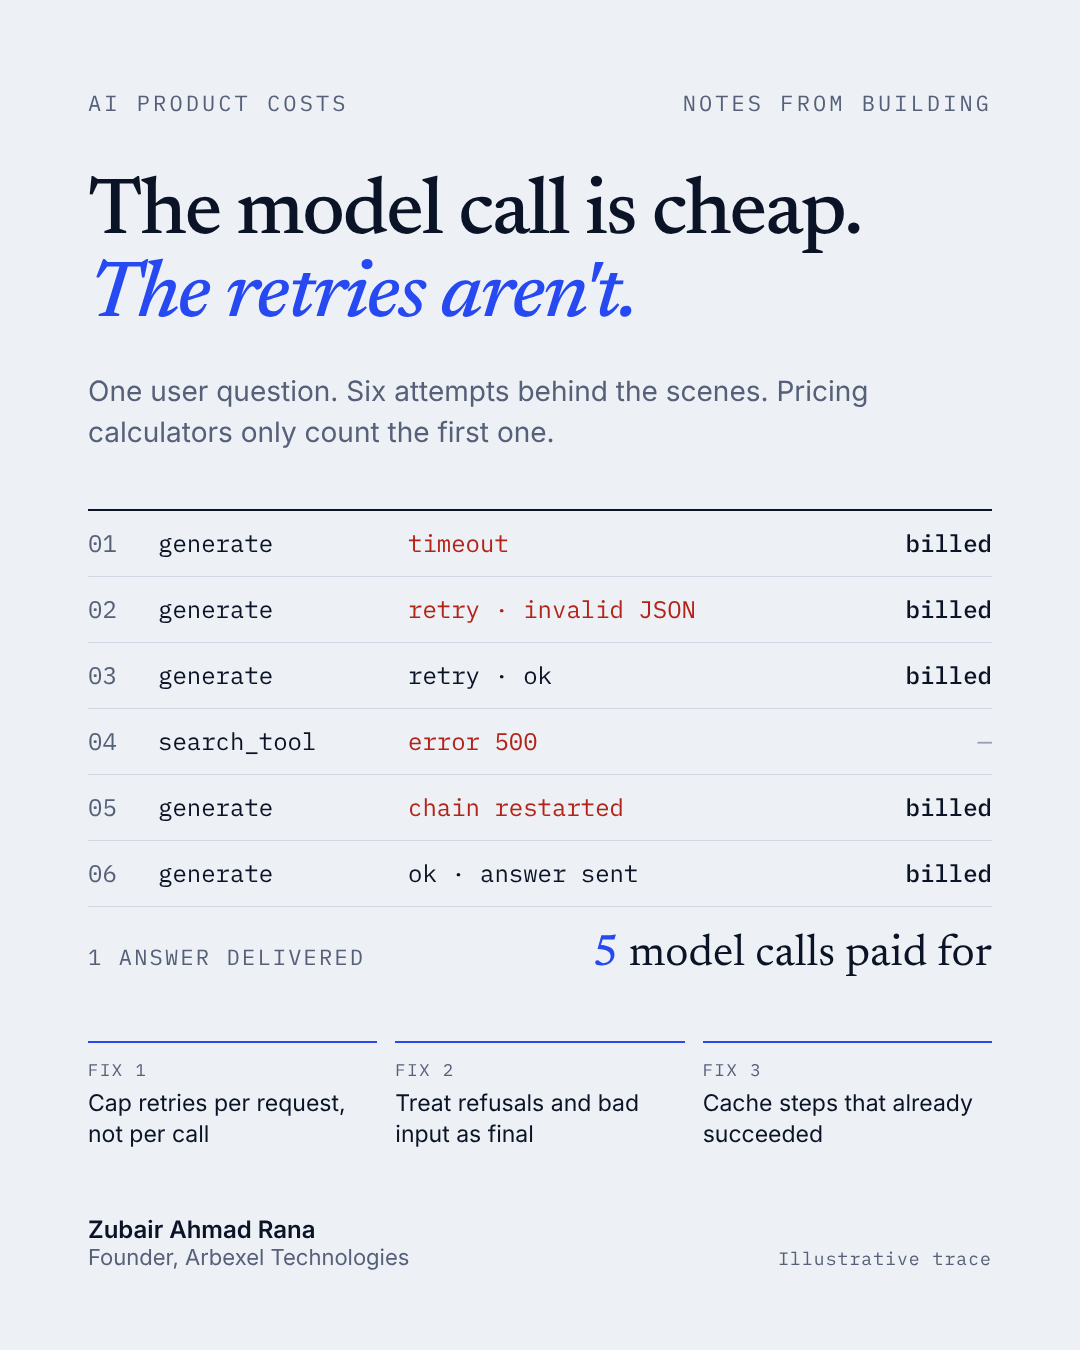 AI PRODUCT COSTS
NOTES FROM BUILDING
The model call is cheap.
The retries aren't.
One user question. Six attempts behind the scenes. Pricing
calculators only count the first one.
01 generate timeout billed
02 generate retry · invalid JSON billed
03 generate retry · ok billed
04 search_tool error 500 —
05 generate chain restarted billed
06 generate ok · answer sent billed
1 ANSWER DELIVERED
5 model calls paid for
FIX 1
Cap retries per request,
not per call
FIX 2
Treat refusals and bad
input as final
FIX 3
Cache steps that already
succeeded
Zubair Ahmad Rana
Founder, Arbexel Technologies
Illustrative trace